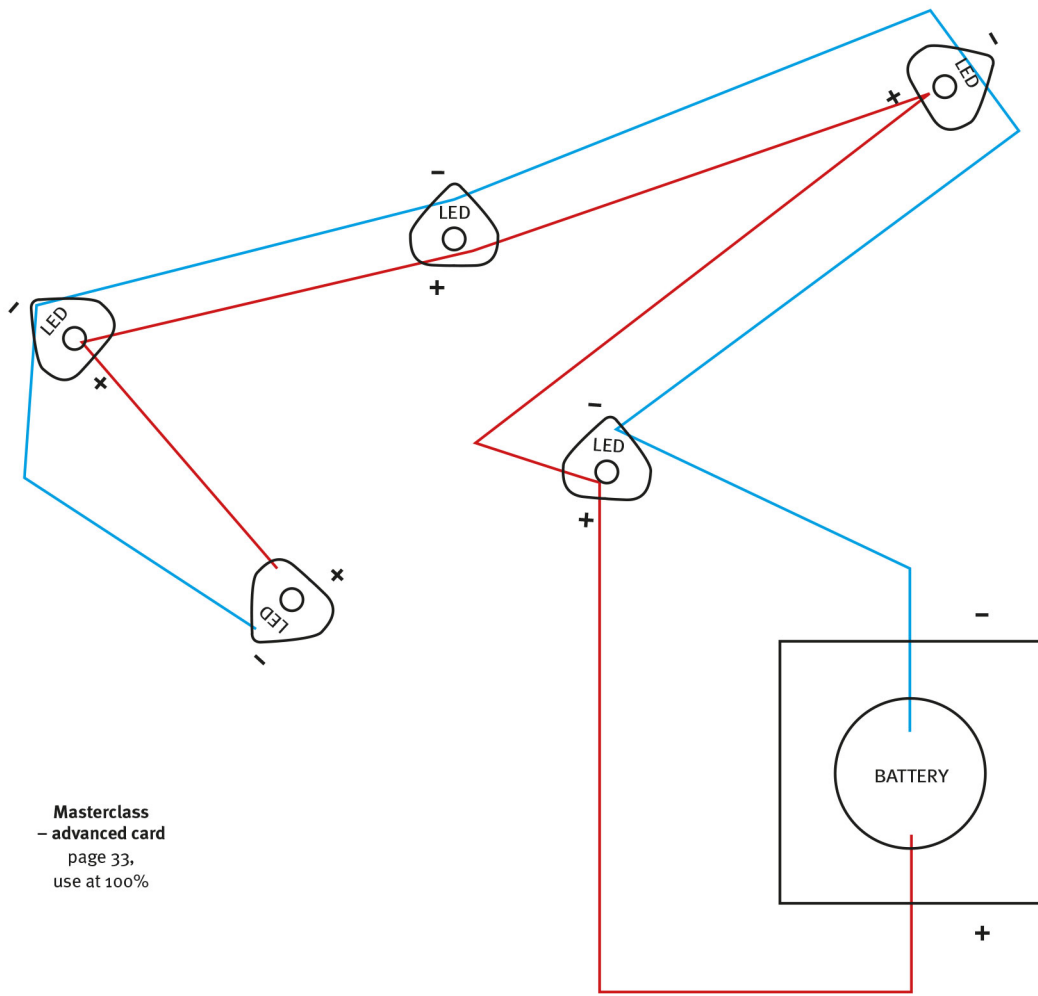 –
LED
+
–
LED
+
–
LED
+
–
LED
+
+
LED
–
–
BATTERY
+
Masterclass
– advanced card
page 33,
use at 100%